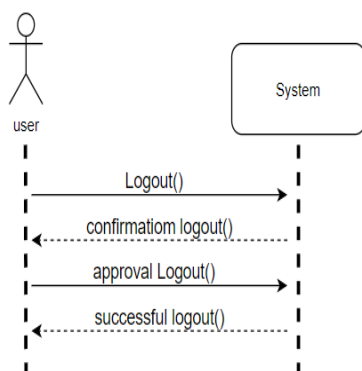 System
user
Logout()
confirmatiom logout()
approval Logout()
successful logout()